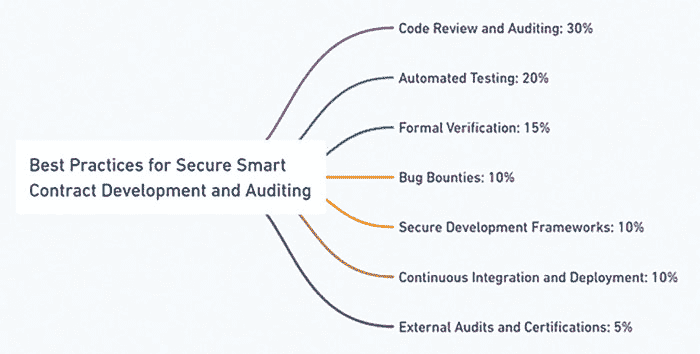 Best Practices for Secure Smart
Contract Development and Auditing
Code Review and Auditing: 30%
Automated Testing: 20%
Formal Verification: 15%
Bug Bounties: 10%
Secure Development Frameworks: 10%
Continuous Integration and Deployment: 10%
External Audits and Certifications: 5%